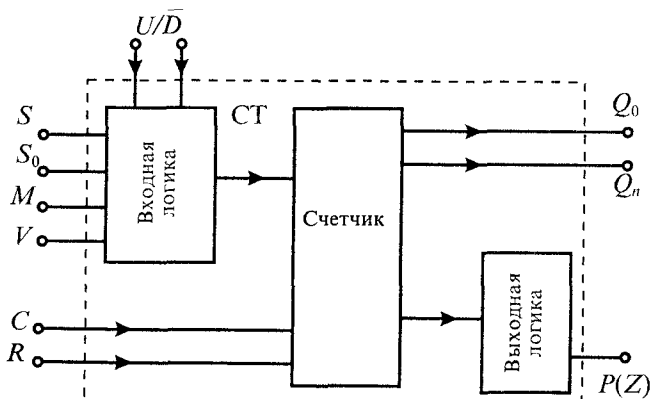 U/D̅
CT
S
S₀
M
V
Входная
логика
Счетчик
Q₀
Qₙ
C
R
Выходная
логика
P(Z)